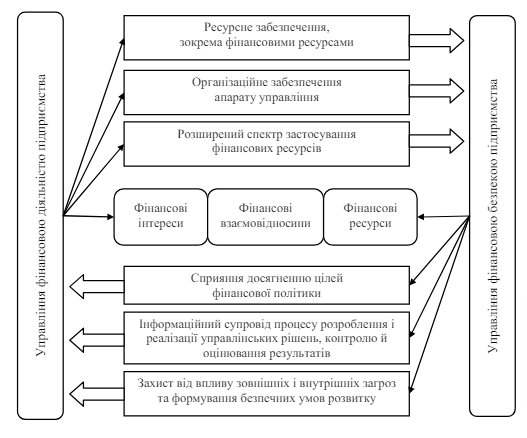 Управління фінансовою діяльністю підприємства
Ресурсне забезпечення,
зокрема фінансовими ресурсами
Організаційне забезпечення
апарату управління
Розширений спектр застосування
фінансових ресурсів
Фінансові
інтереси
Фінансові
взаємовідносини
Фінансові
ресурси
Сприяння досягненню цілей
фінансової політики
Інформаційний супровід процесу розроблення і
реалізації управлінських рішень, контролю й
оцінювання результатів
Захист від впливу зовнішніх і внутрішніх загроз
та формування безпечних умов розвитку
Управління фінансовою безпекою підприємства